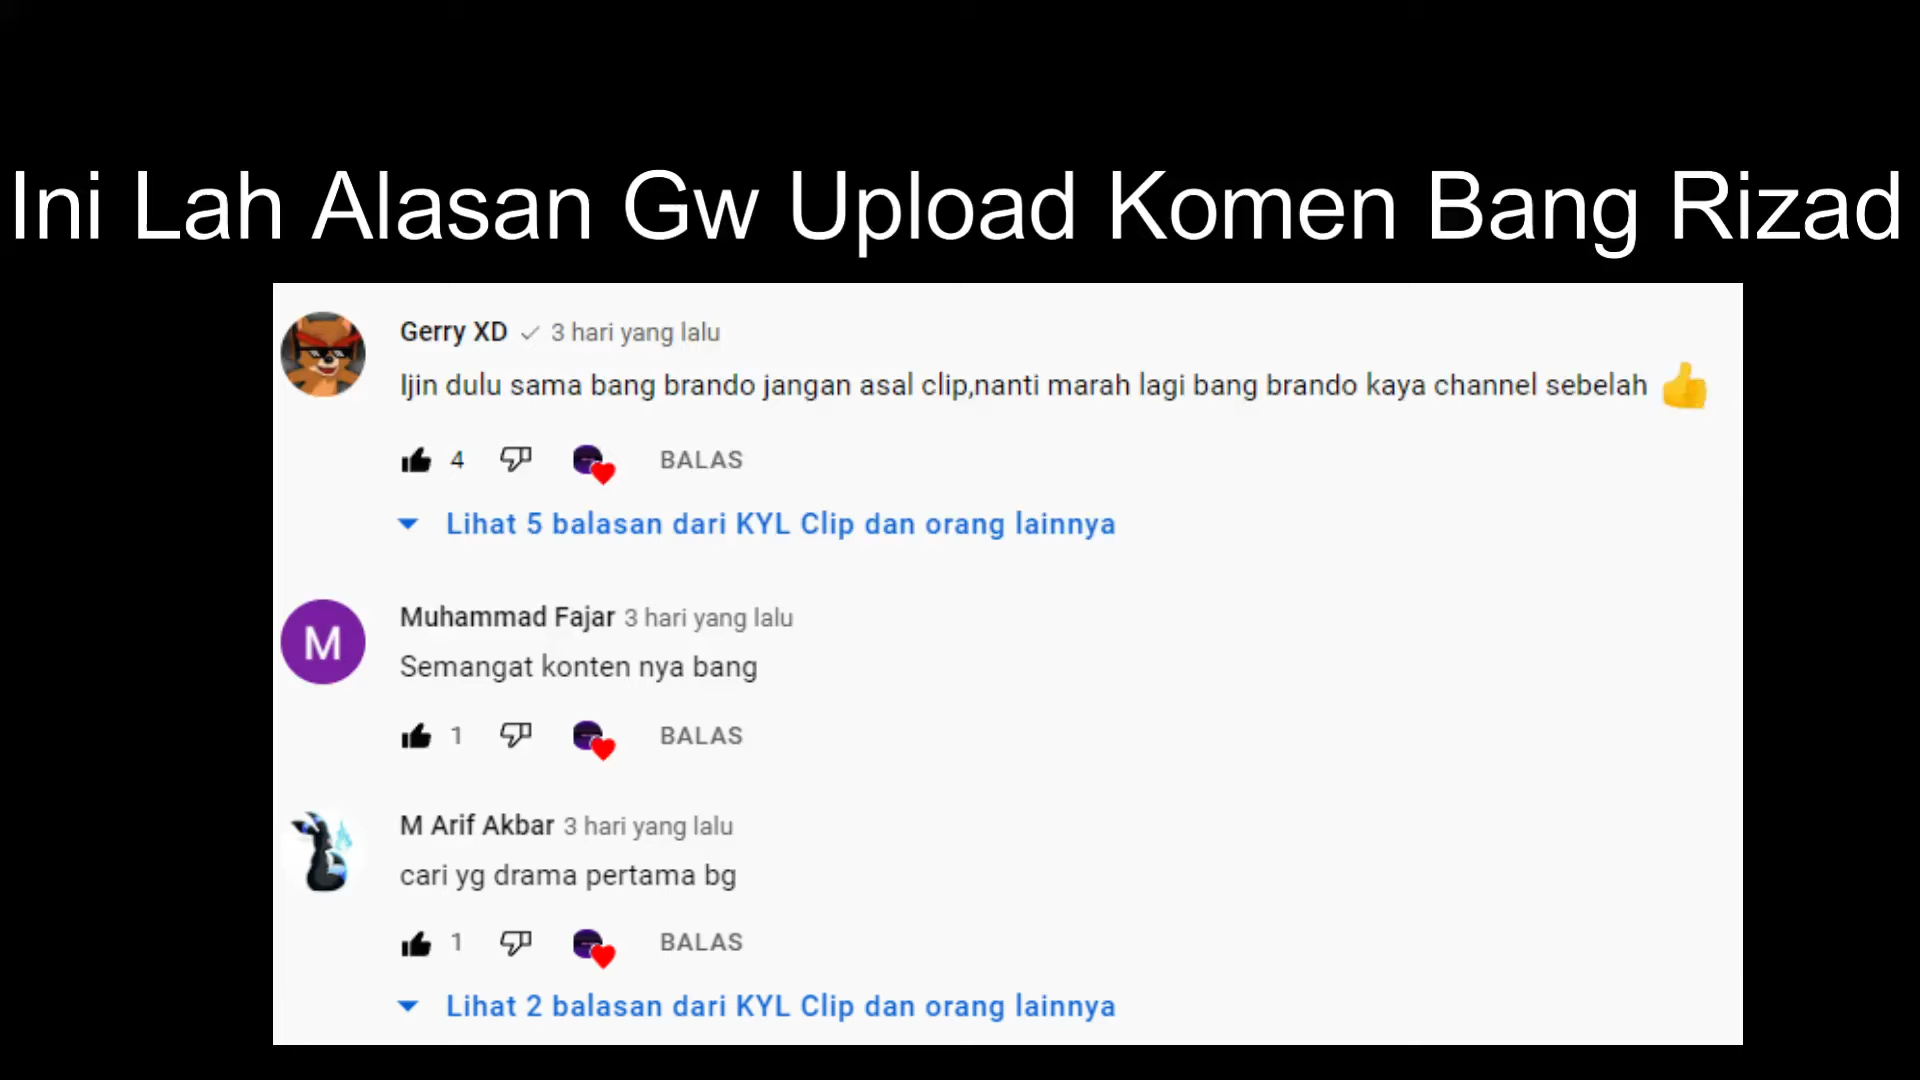 Ini Lah Alasan Gw Upload Komen Bang Rizad
Gerry XD 3 hari yang lalu
Ijin dulu sama bang brando jangan asal clip,nanti marah lagi bang brando kaya channel sebelah 👍
4 BALAS
Lihat 5 balasan dari KYL Clip dan orang lainnya
M
Muhammad Fajar 3 hari yang lalu
Semangat konten nya bang
1 BALAS
M Arif Akbar 3 hari yang lalu
cari yg drama pertama bg
1 BALAS
Lihat 2 balasan dari KYL Clip dan orang lainnya